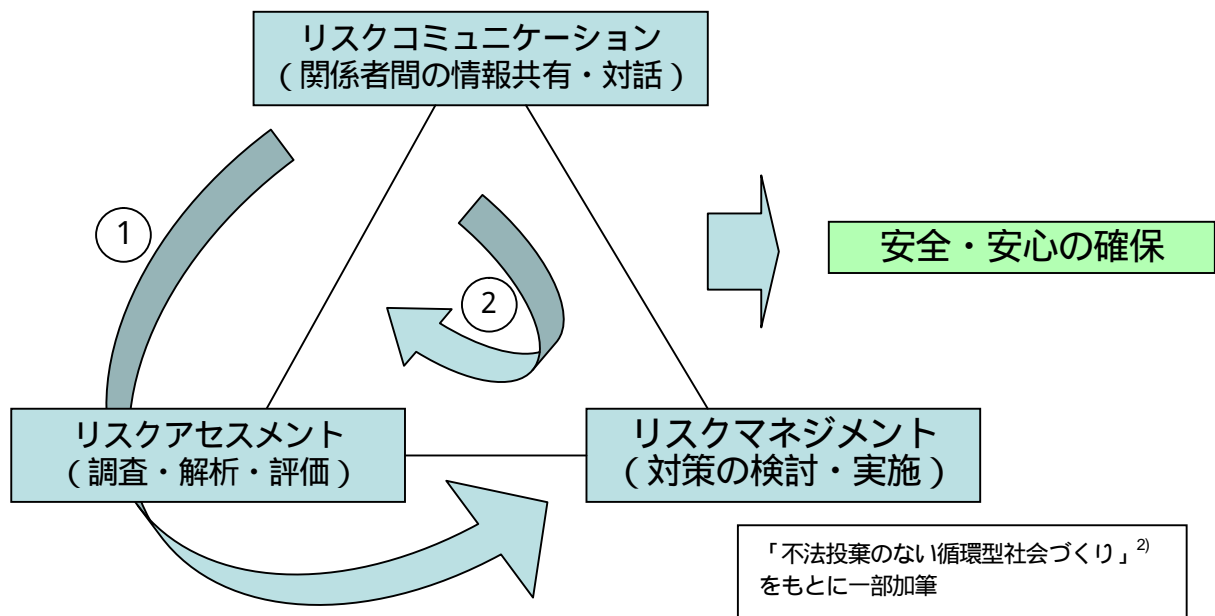 リスクコミュニケーション
（関係者間の情報共有・対話）
1
2
安全・安心の確保
リスクアセスメント
（調査・解析・評価）
リスクマネジメント
（対策の検討・実施）
「不法投棄のない循環型社会づくり」2)
をもとに一部加筆